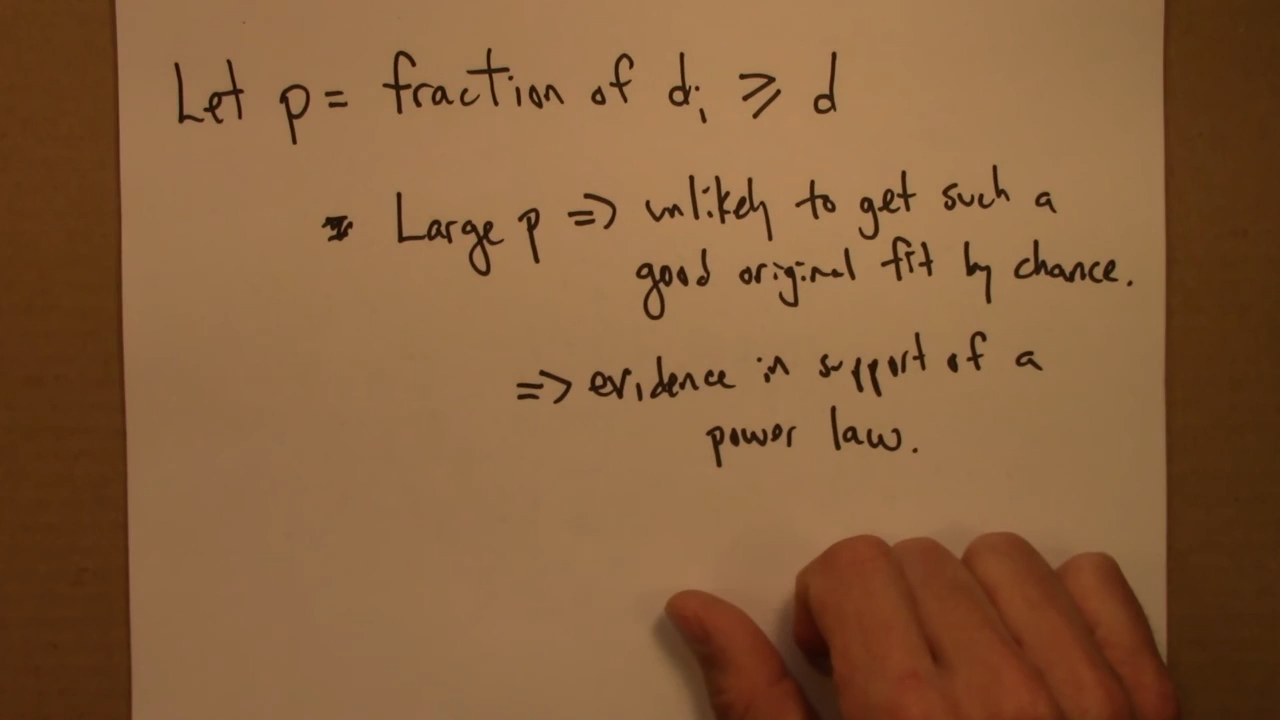 Let p = fraction of dᵢ ⩾ d
* Large p => unlikely to get such a
good original fit by chance.
=> evidence in support of a
power law.